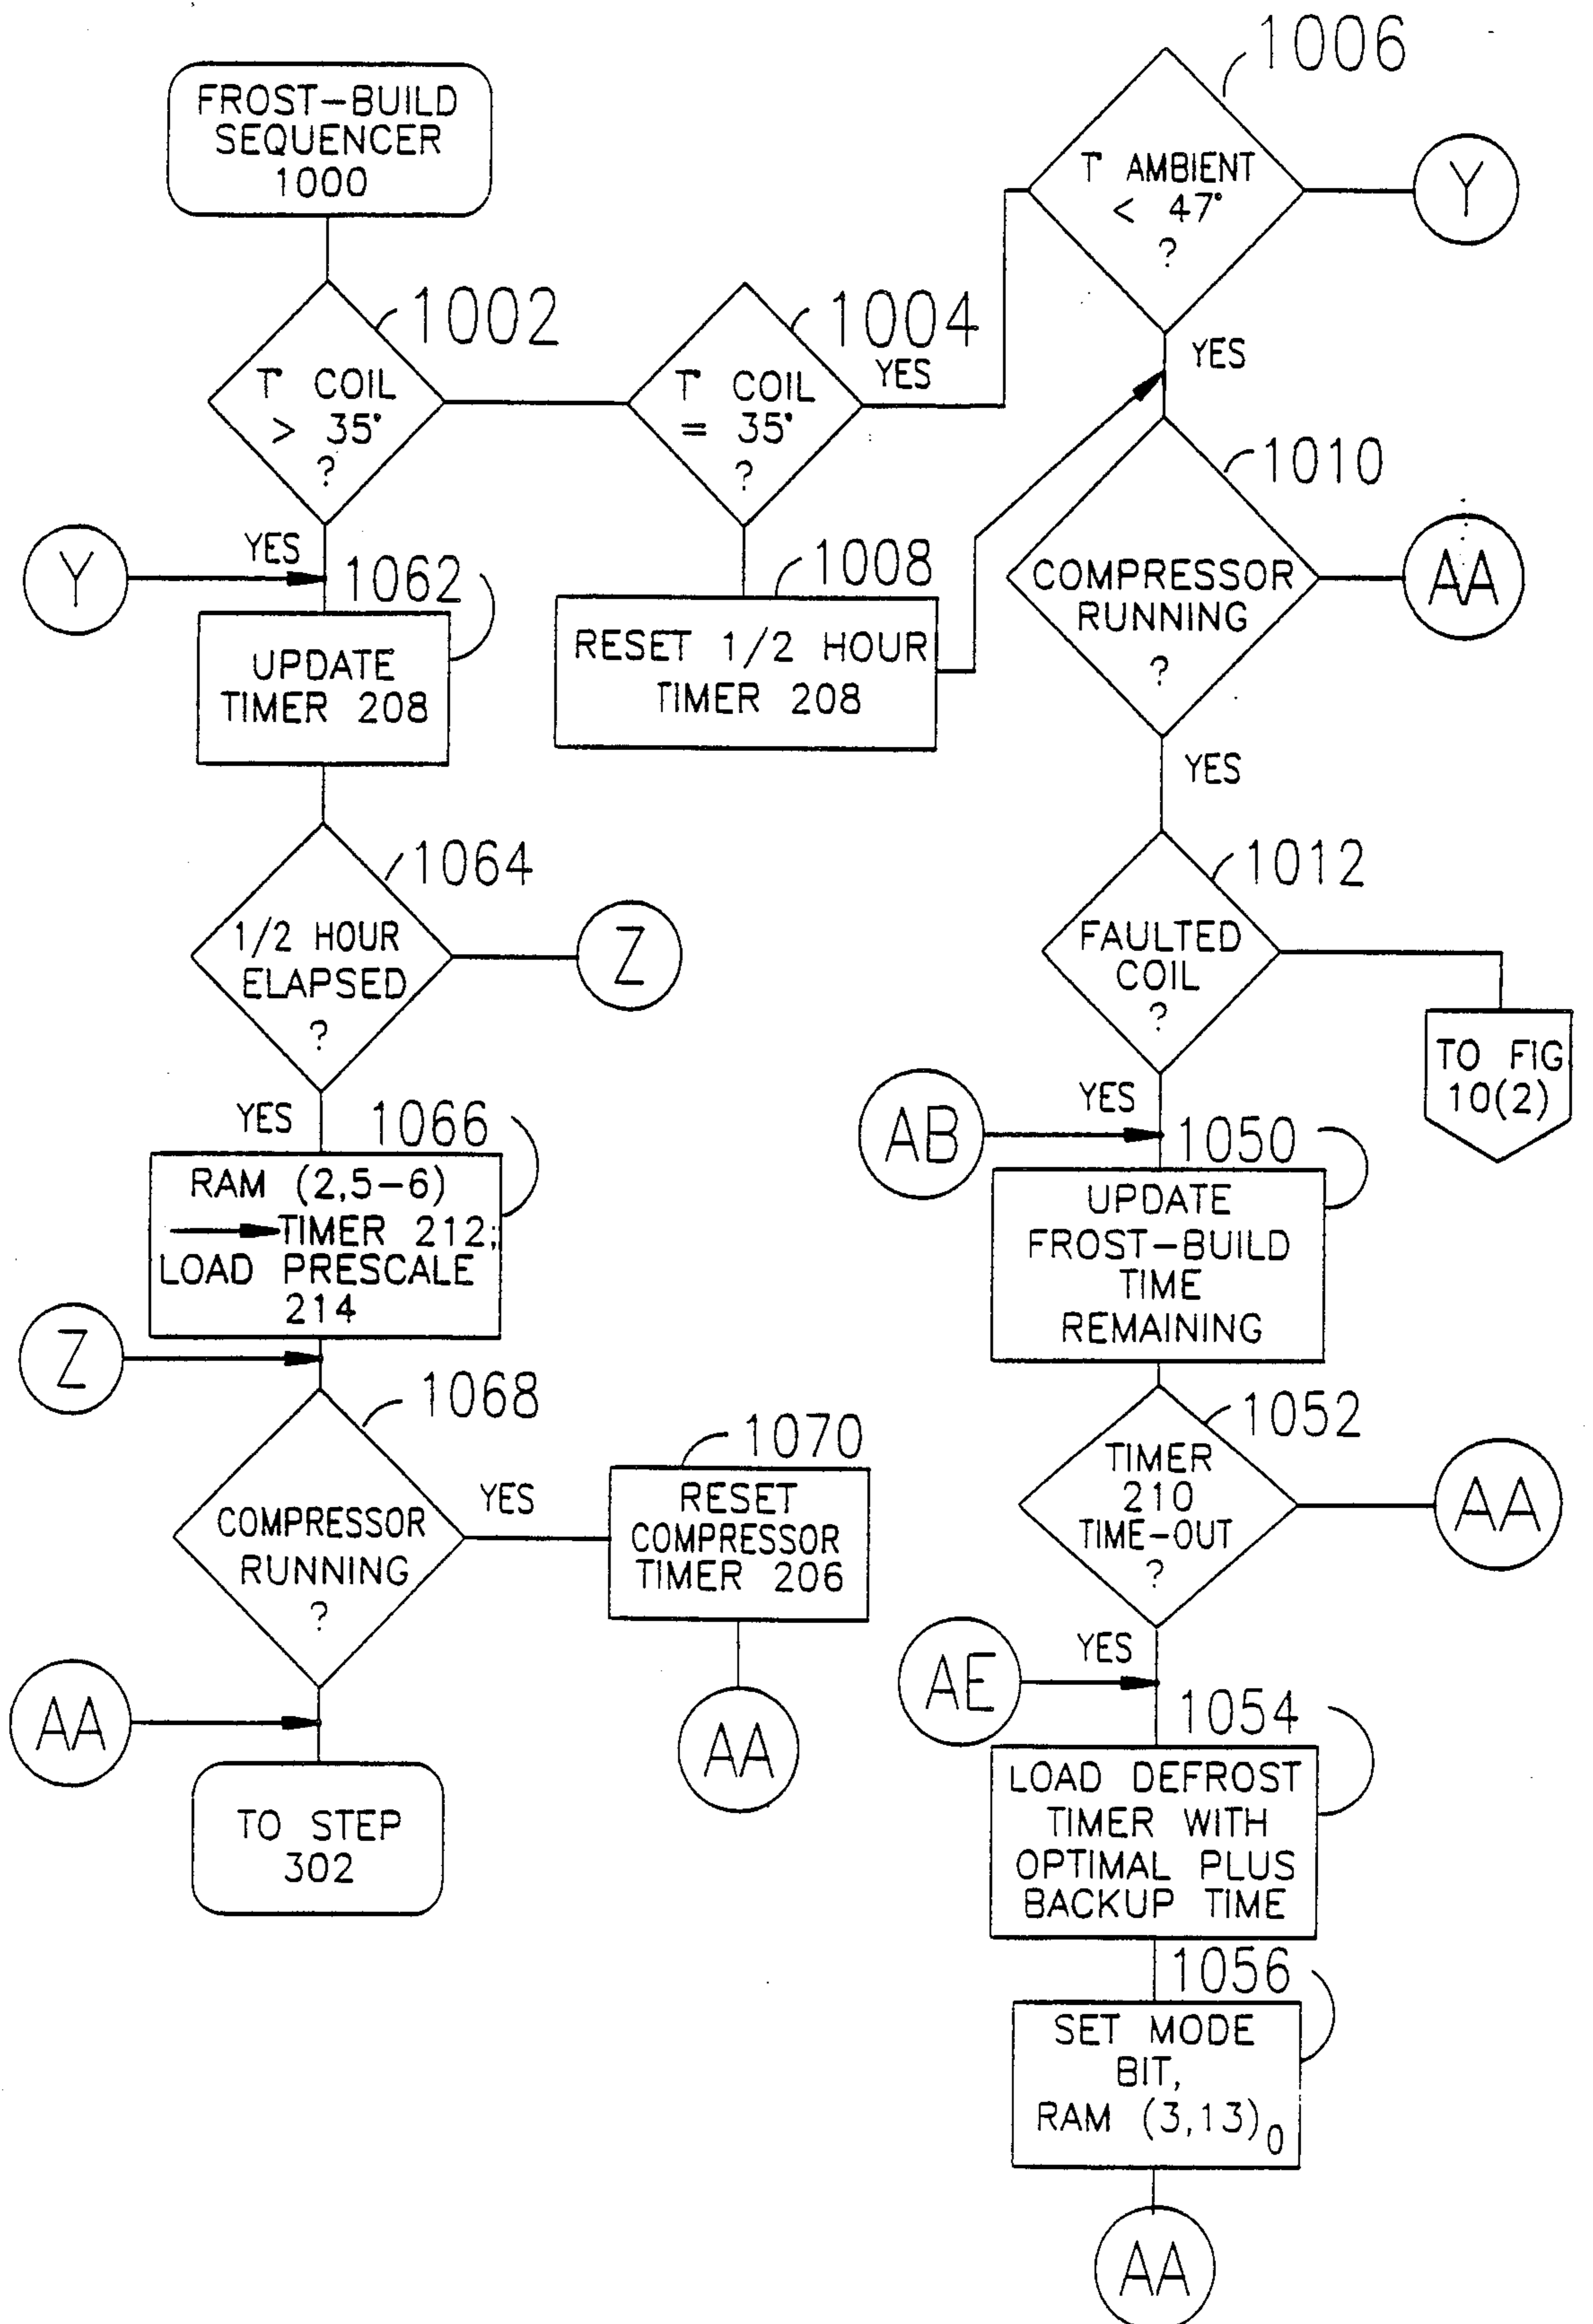 FROST-BUILD
SEQUENCER
1000
1002
T° COIL
> 35°
?
YES
1004
T° COIL
= 35°
?
YES
1006
T° AMBIENT
< 47°
?
Y
YES
Y
1062
UPDATE
TIMER 208
1008
RESET 1/2 HOUR
TIMER 208
1010
COMPRESSOR
RUNNING
?
AA
YES
1064
1/2 HOUR
ELAPSED
?
Z
YES
1012
FAULTED
COIL
?
TO FIG
10(2)
YES
AB
1066
RAM (2,5-6)
→TIMER 212;
LOAD PRESCALE
214
Z
1050
UPDATE
FROST-BUILD
TIME
REMAINING
1068
COMPRESSOR
RUNNING
?
YES
1070
RESET
COMPRESSOR
TIMER 206
AA
AA
TO STEP
302
1052
TIMER
210
TIME-OUT
?
AA
YES
AE
1054
LOAD DEFROST
TIMER WITH
OPTIMAL PLUS
BACKUP TIME
1056
SET MODE
BIT,
RAM (3,13)0
AA